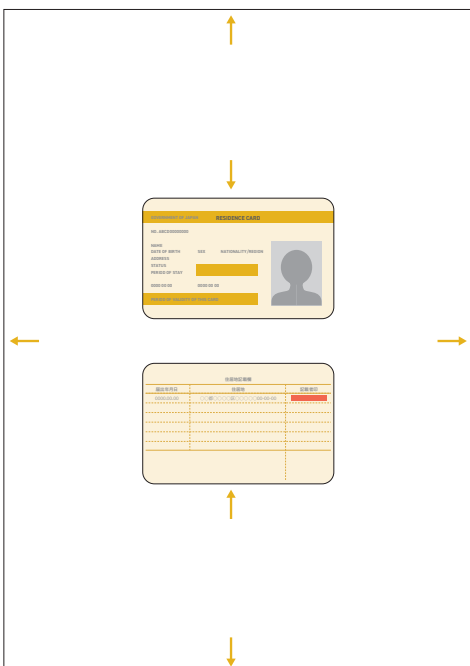 GOVERNMENT OF JAPAN RESIDENCE CARD
NO. ABC00000000
NAME
DATE OF BIRTH SEX NATIONALITY/REGION
ADDRESS
STATUS
PERIOD OF STAY
0000 00 00 0000 00 00
PERIOD OF VALIDITY OF THIS CARD
住居地記載欄
届出年月日 住居地 記載者印
0000.00.00